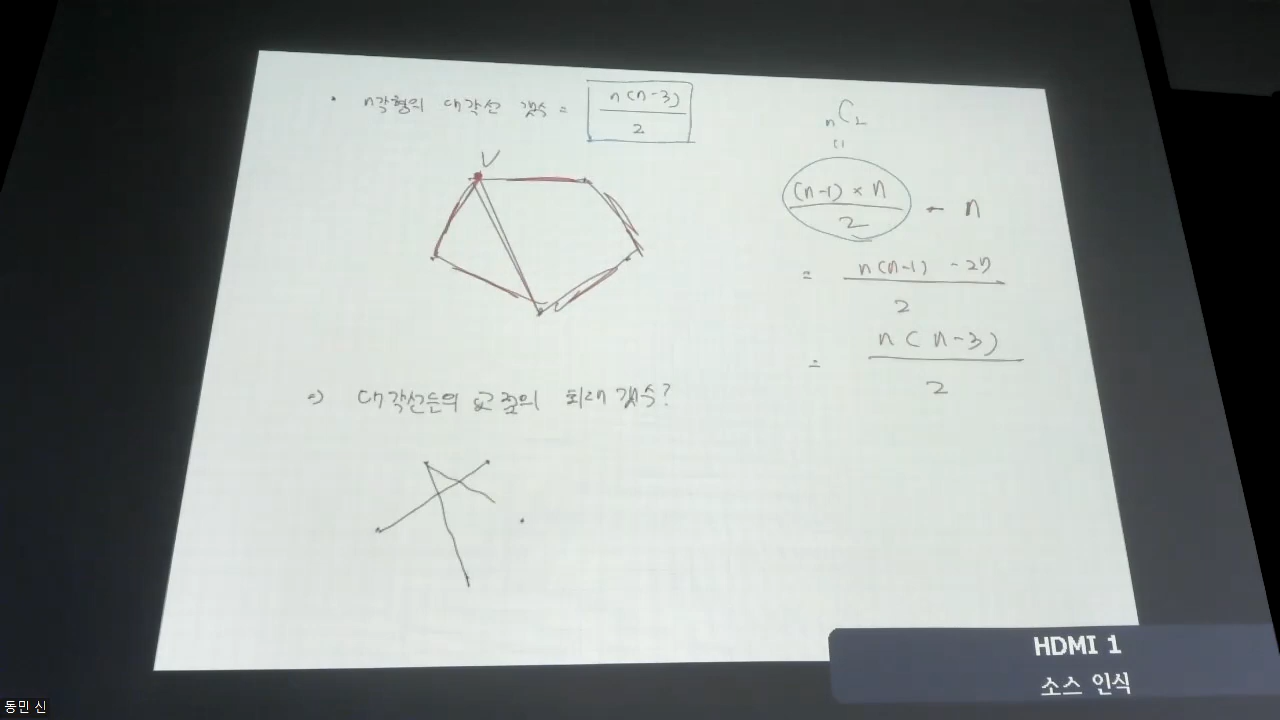 • n각형의 대각선 갯수 = n(n-3)/2
V
⇒ 대각선들의 교점의 최대 갯수?
nC2
=
(n-1) × n / 2 - n
= n(n-1) - 2n / 2
= n(n-3) / 2
HDMI 1
소스 인식
동민 신